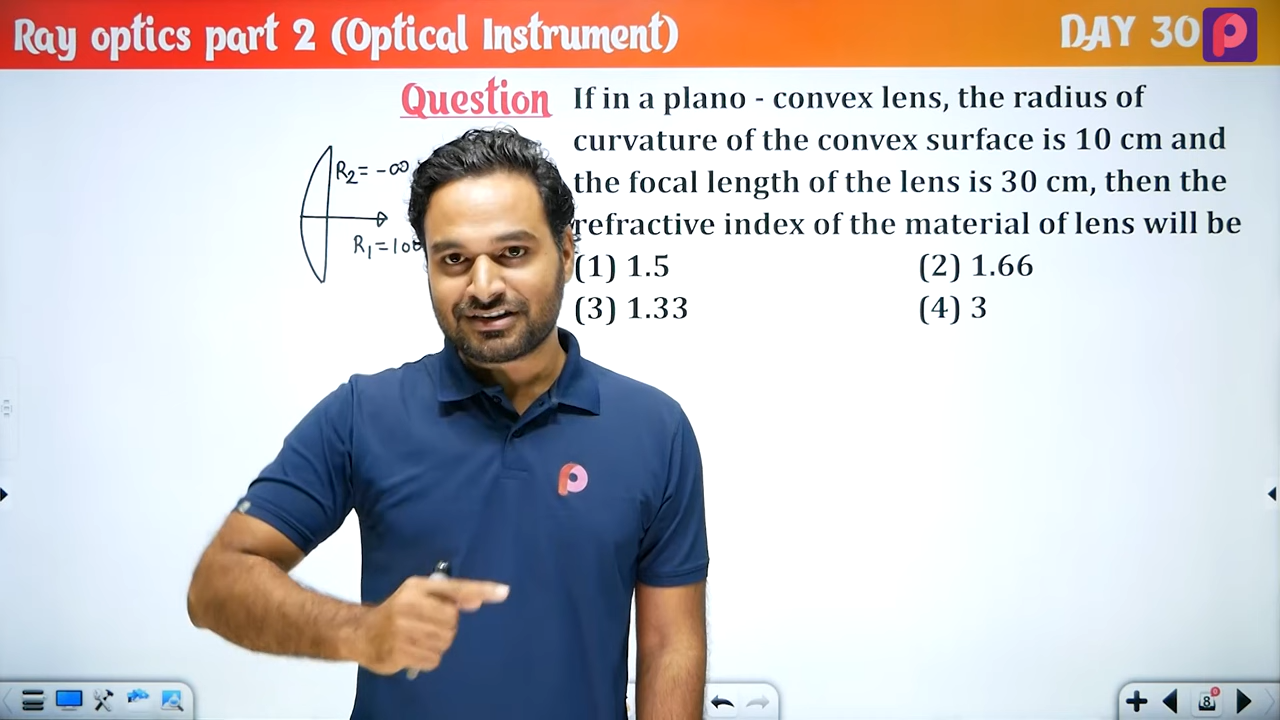 Ray optics part 2 (Optical Instrument)
DAY 30
Question
If in a plano - convex lens, the radius of
curvature of the convex surface is 10 cm and
the focal length of the lens is 30 cm, then the
refractive index of the material of lens will be
(1) 1.5
(2) 1.66
(3) 1.33
(4) 3
R₂ = -∞
R₁ = 10
8